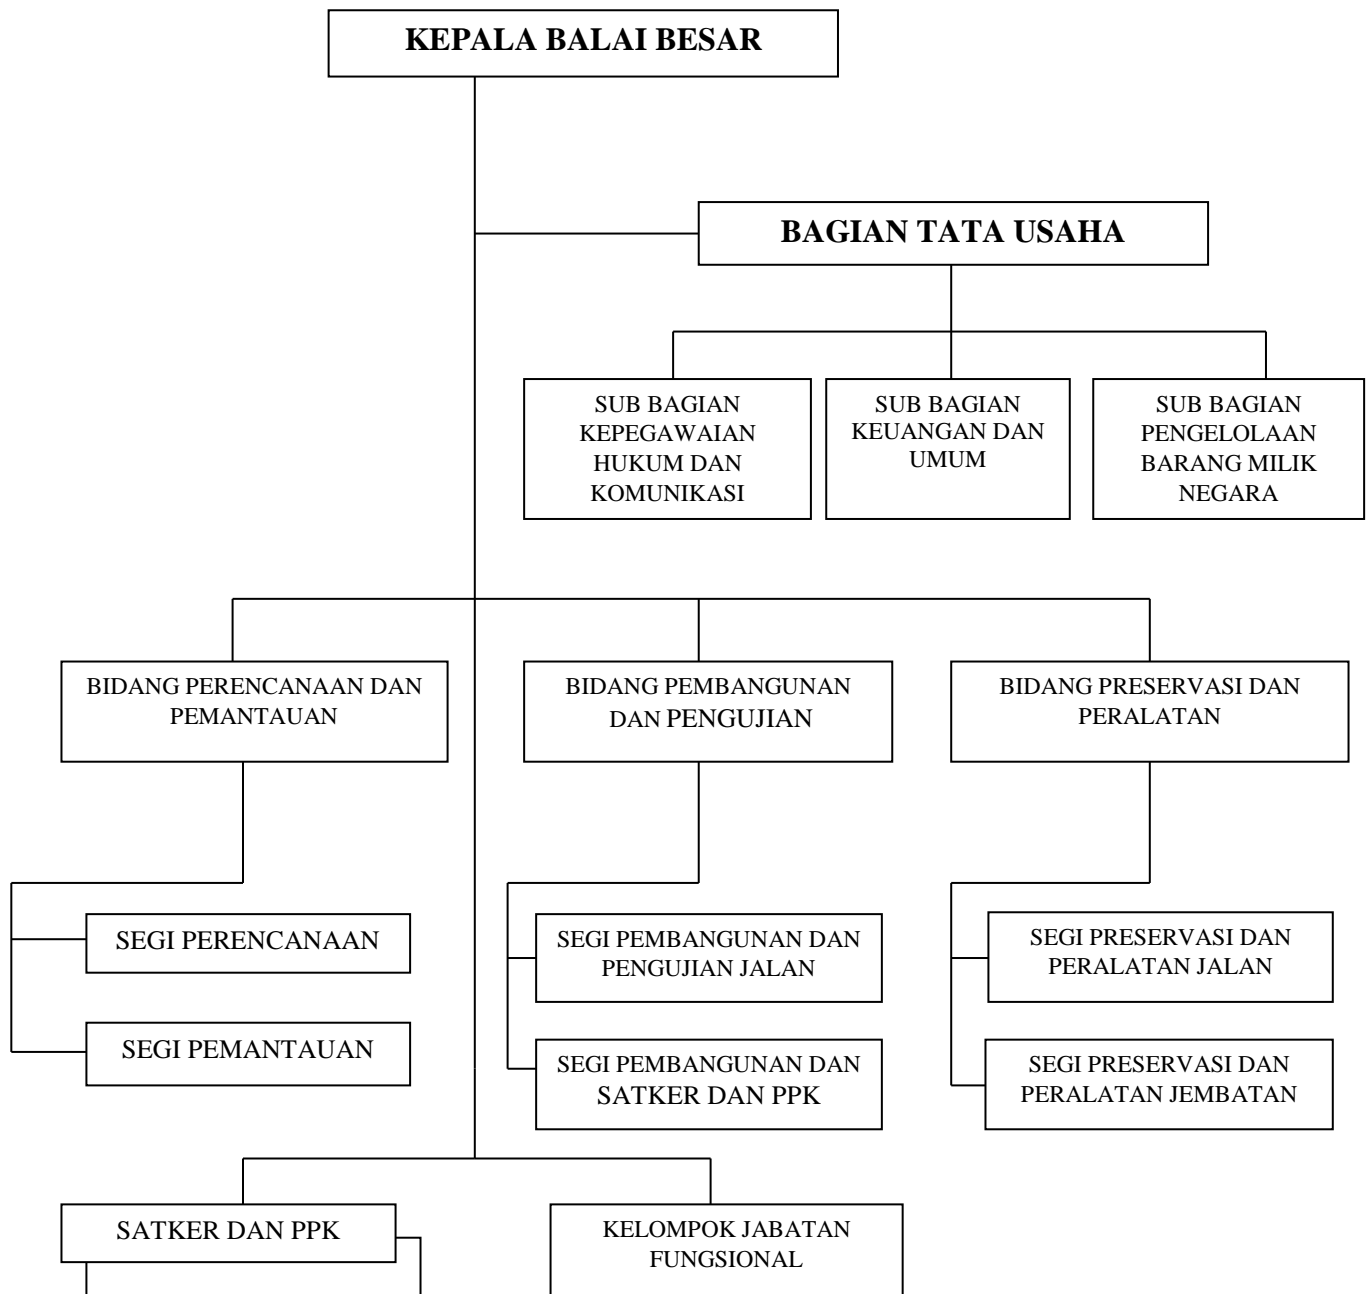 KEPALA BALAI BESAR
BAGIAN TATA USAHA
SUB BAGIAN
KEPEGAWAIAN
HUKUM DAN
KOMUNIKASI
SUB BAGIAN
KEUANGAN DAN
UMUM
SUB BAGIAN
PENGELOLAAN
BARANG MILIK
NEGARA
BIDANG PERENCANAAN DAN
PEMANTAUAN
BIDANG PEMBANGUNAN
DAN PENGUJIAN
BIDANG PRESERVASI DAN
PERALATAN
SEGI PERENCANAAN
SEGI PEMANTAUAN
SEGI PEMBANGUNAN DAN
PENGUJIAN JALAN
SEGI PEMBANGUNAN DAN
SATKER DAN PPK
SEGI PRESERVASI DAN
PERALATAN JALAN
SEGI PRESERVASI DAN
PERALATAN JEMBATAN
SATKER DAN PPK
KELOMPOK JABATAN
FUNGSIONAL